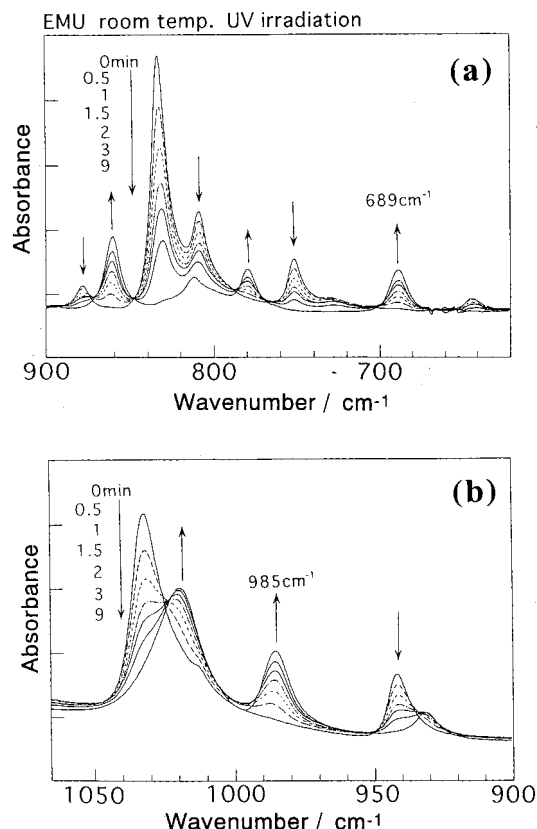 EMU room temp. UV irradiation
(a)
0min
0.5
1
1.5
2
3
9
689cm-1
Absorbance
900
800
700
Wavenumber / cm-1
(b)
0min
0.5
1
1.5
2
3
9
985cm-1
Absorbance
1050
1000
950
900
Wavenumber / cm-1